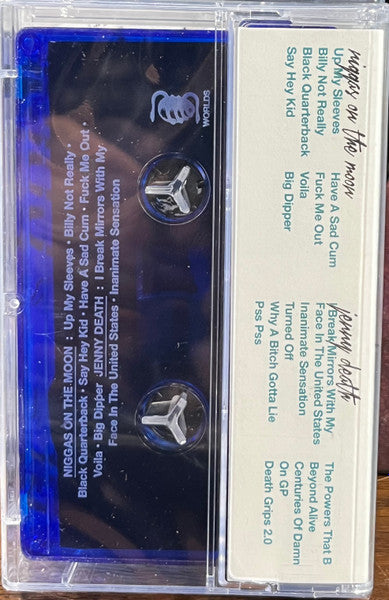 WORLDS
NIGGAS ON THE MOON : Up My Sleeves • Billy Not Really •
Black Quarterback • Say Hey Kid • Have A Sad Cum • Fuck Me Out •
Voila • Big Dipper JENNY DEATH : I Break Mirrors With My
Face In The United States • Inanimate Sensation
niggas on the moon
Up My Sleeves
Billy Not Really
Black Quarterback
Say Hey Kid
Have A Sad Cum
Fuck Me Out
Voila
Big Dipper
jenny death
I Break Mirrors With My
Face In The United States
Inanimate Sensation
Turned Off
Why A Bitch Gotta Lie
Pss Pss
The Powers That B
Beyond Alive
Centuries Of Damn
On GP
Death Grips 2.0